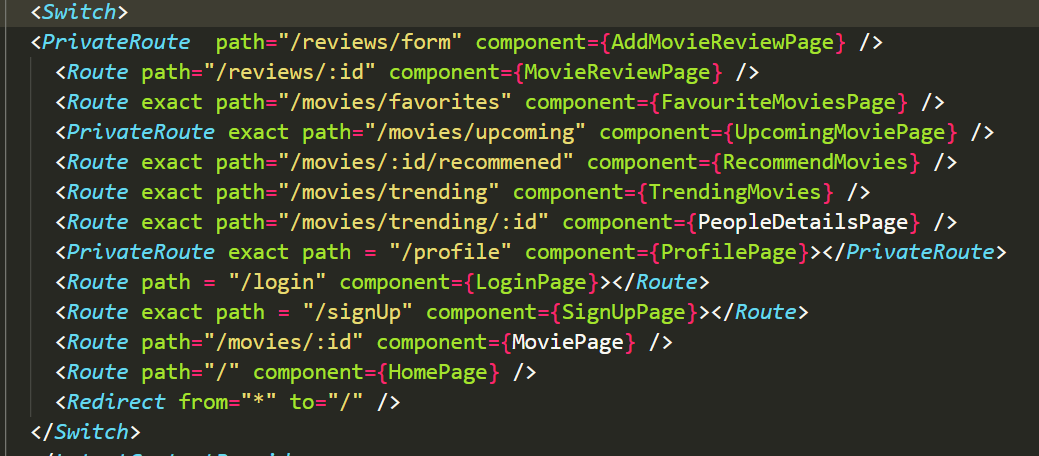 <Switch>
<PrivateRoute  path="/reviews/form" component={AddMovieReviewPage} />
<Route path="/reviews/:id" component={MovieReviewPage} />
<Route exact path="/movies/favorites" component={FavouriteMoviesPage} />
<PrivateRoute exact path="/movies/upcoming" component={UpcomingMoviePage} />
<Route exact path="/movies/:id/recommened" component={RecommendMovies} />
<Route exact path="/movies/trending" component={TrendingMovies} />
<Route exact path="/movies/trending/:id" component={PeopleDetailsPage} />
<PrivateRoute exact path = "/profile" component={ProfilePage}></PrivateRoute>
<Route path = "/login" component={LoginPage}></Route>
<Route exact path = "/signUp" component={SignUpPage}></Route>
<Route path="/movies/:id" component={MoviePage} />
<Route path="/" component={HomePage} />
<Redirect from="*" to="/" />
</Switch>